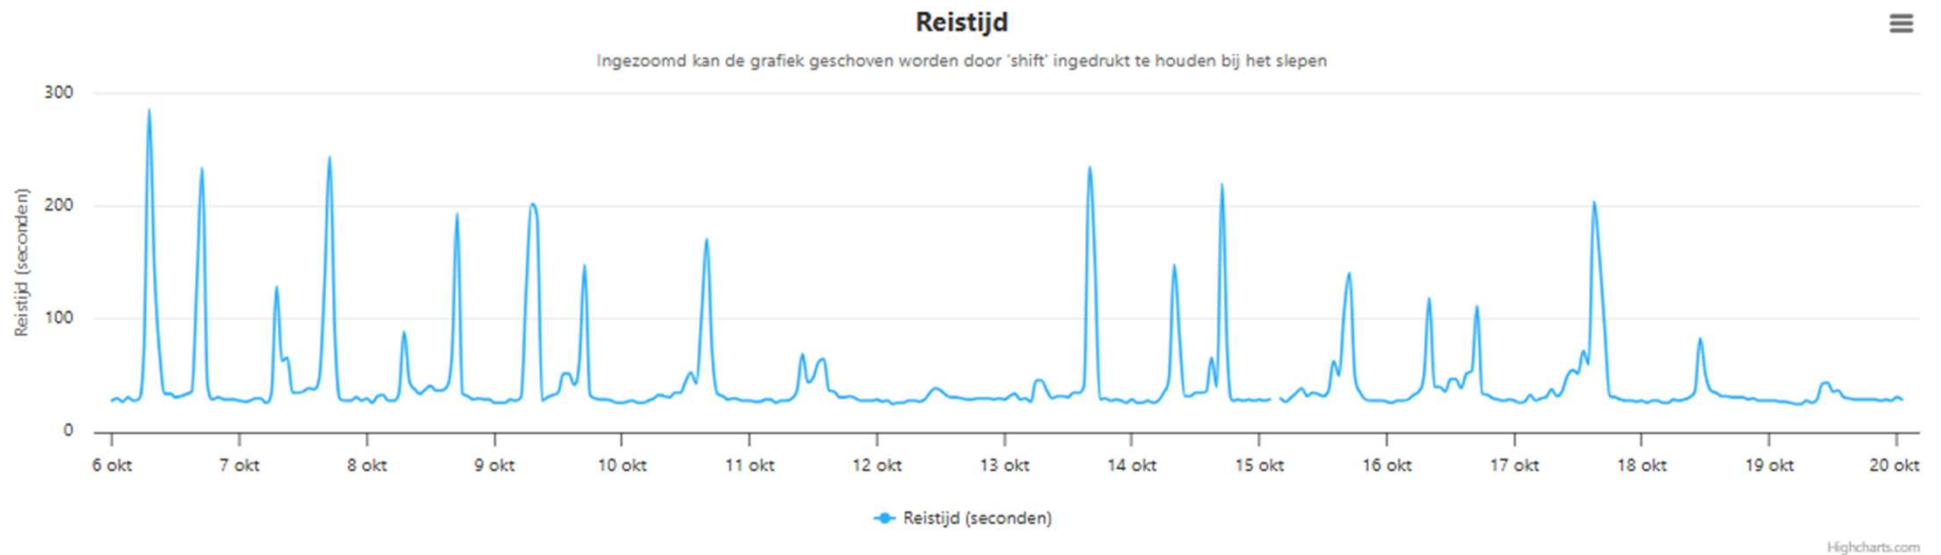 Reistijd
Ingezoomd kan de grafiek geschoven worden door 'shift' ingedrukt te houden bij het slepen
300
200
100
0
Reistijd (seconden)
6 okt 7 okt 8 okt 9 okt 10 okt 11 okt 12 okt 13 okt 14 okt 15 okt 16 okt 17 okt 18 okt 19 okt 20 okt
Reistijd (seconden)
Highcharts.com